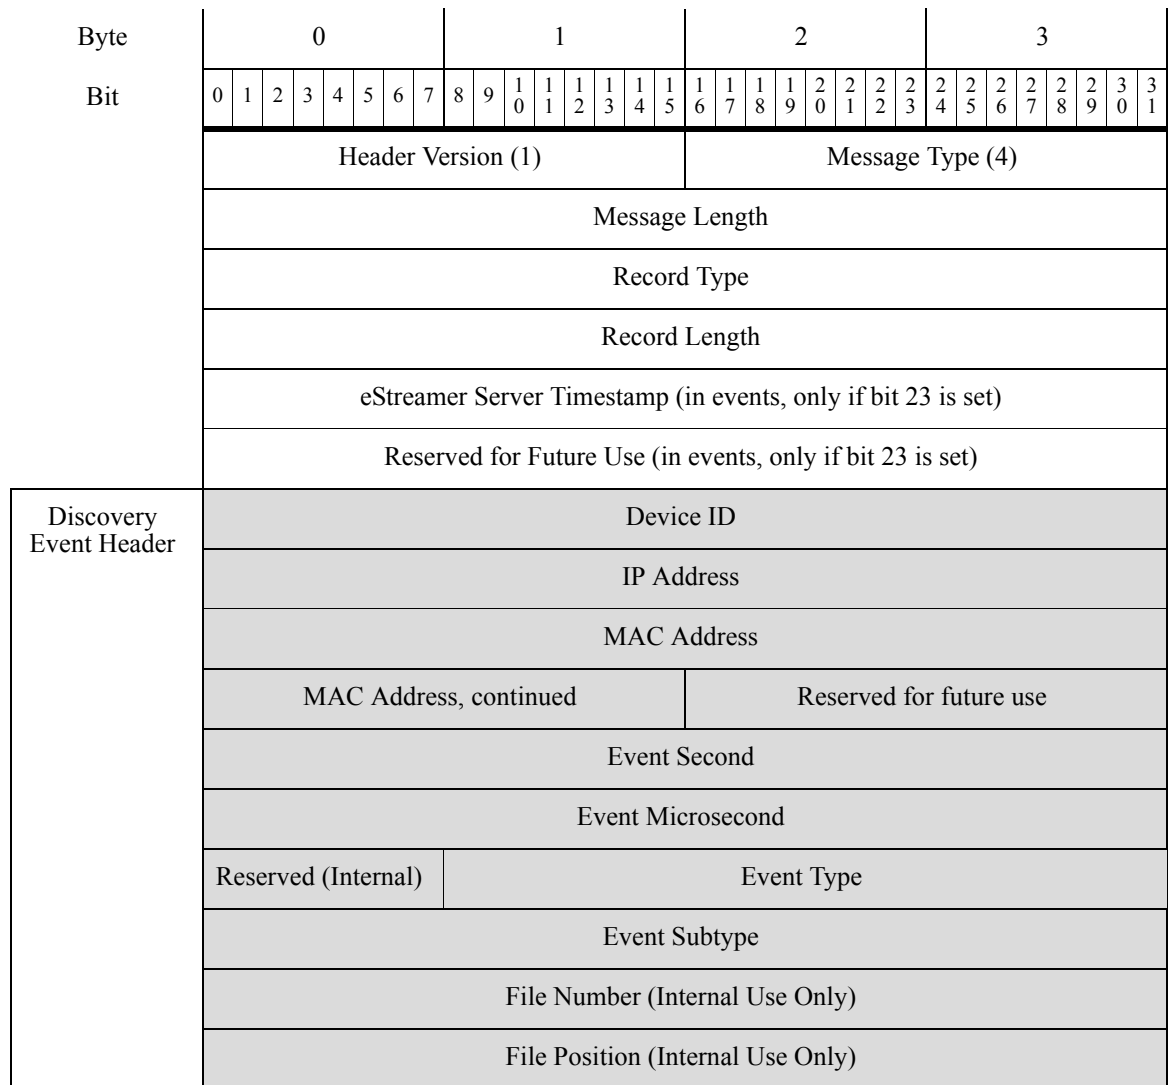 Byte 0 1 2 3
Bit 0 1 2 3 4 5 6 7 8 9 10 11 12 13 14 15 16 17 18 19 20 21 22 23 24 25 26 27 28 29 30 31
Header Version (1) Message Type (4)
Message Length
Record Type
Record Length
eStreamer Server Timestamp (in events, only if bit 23 is set)
Reserved for Future Use (in events, only if bit 23 is set)
Discovery
Event Header
Device ID
IP Address
MAC Address
MAC Address, continued Reserved for future use
Event Second
Event Microsecond
Reserved (Internal) Event Type
Event Subtype
File Number (Internal Use Only)
File Position (Internal Use Only)